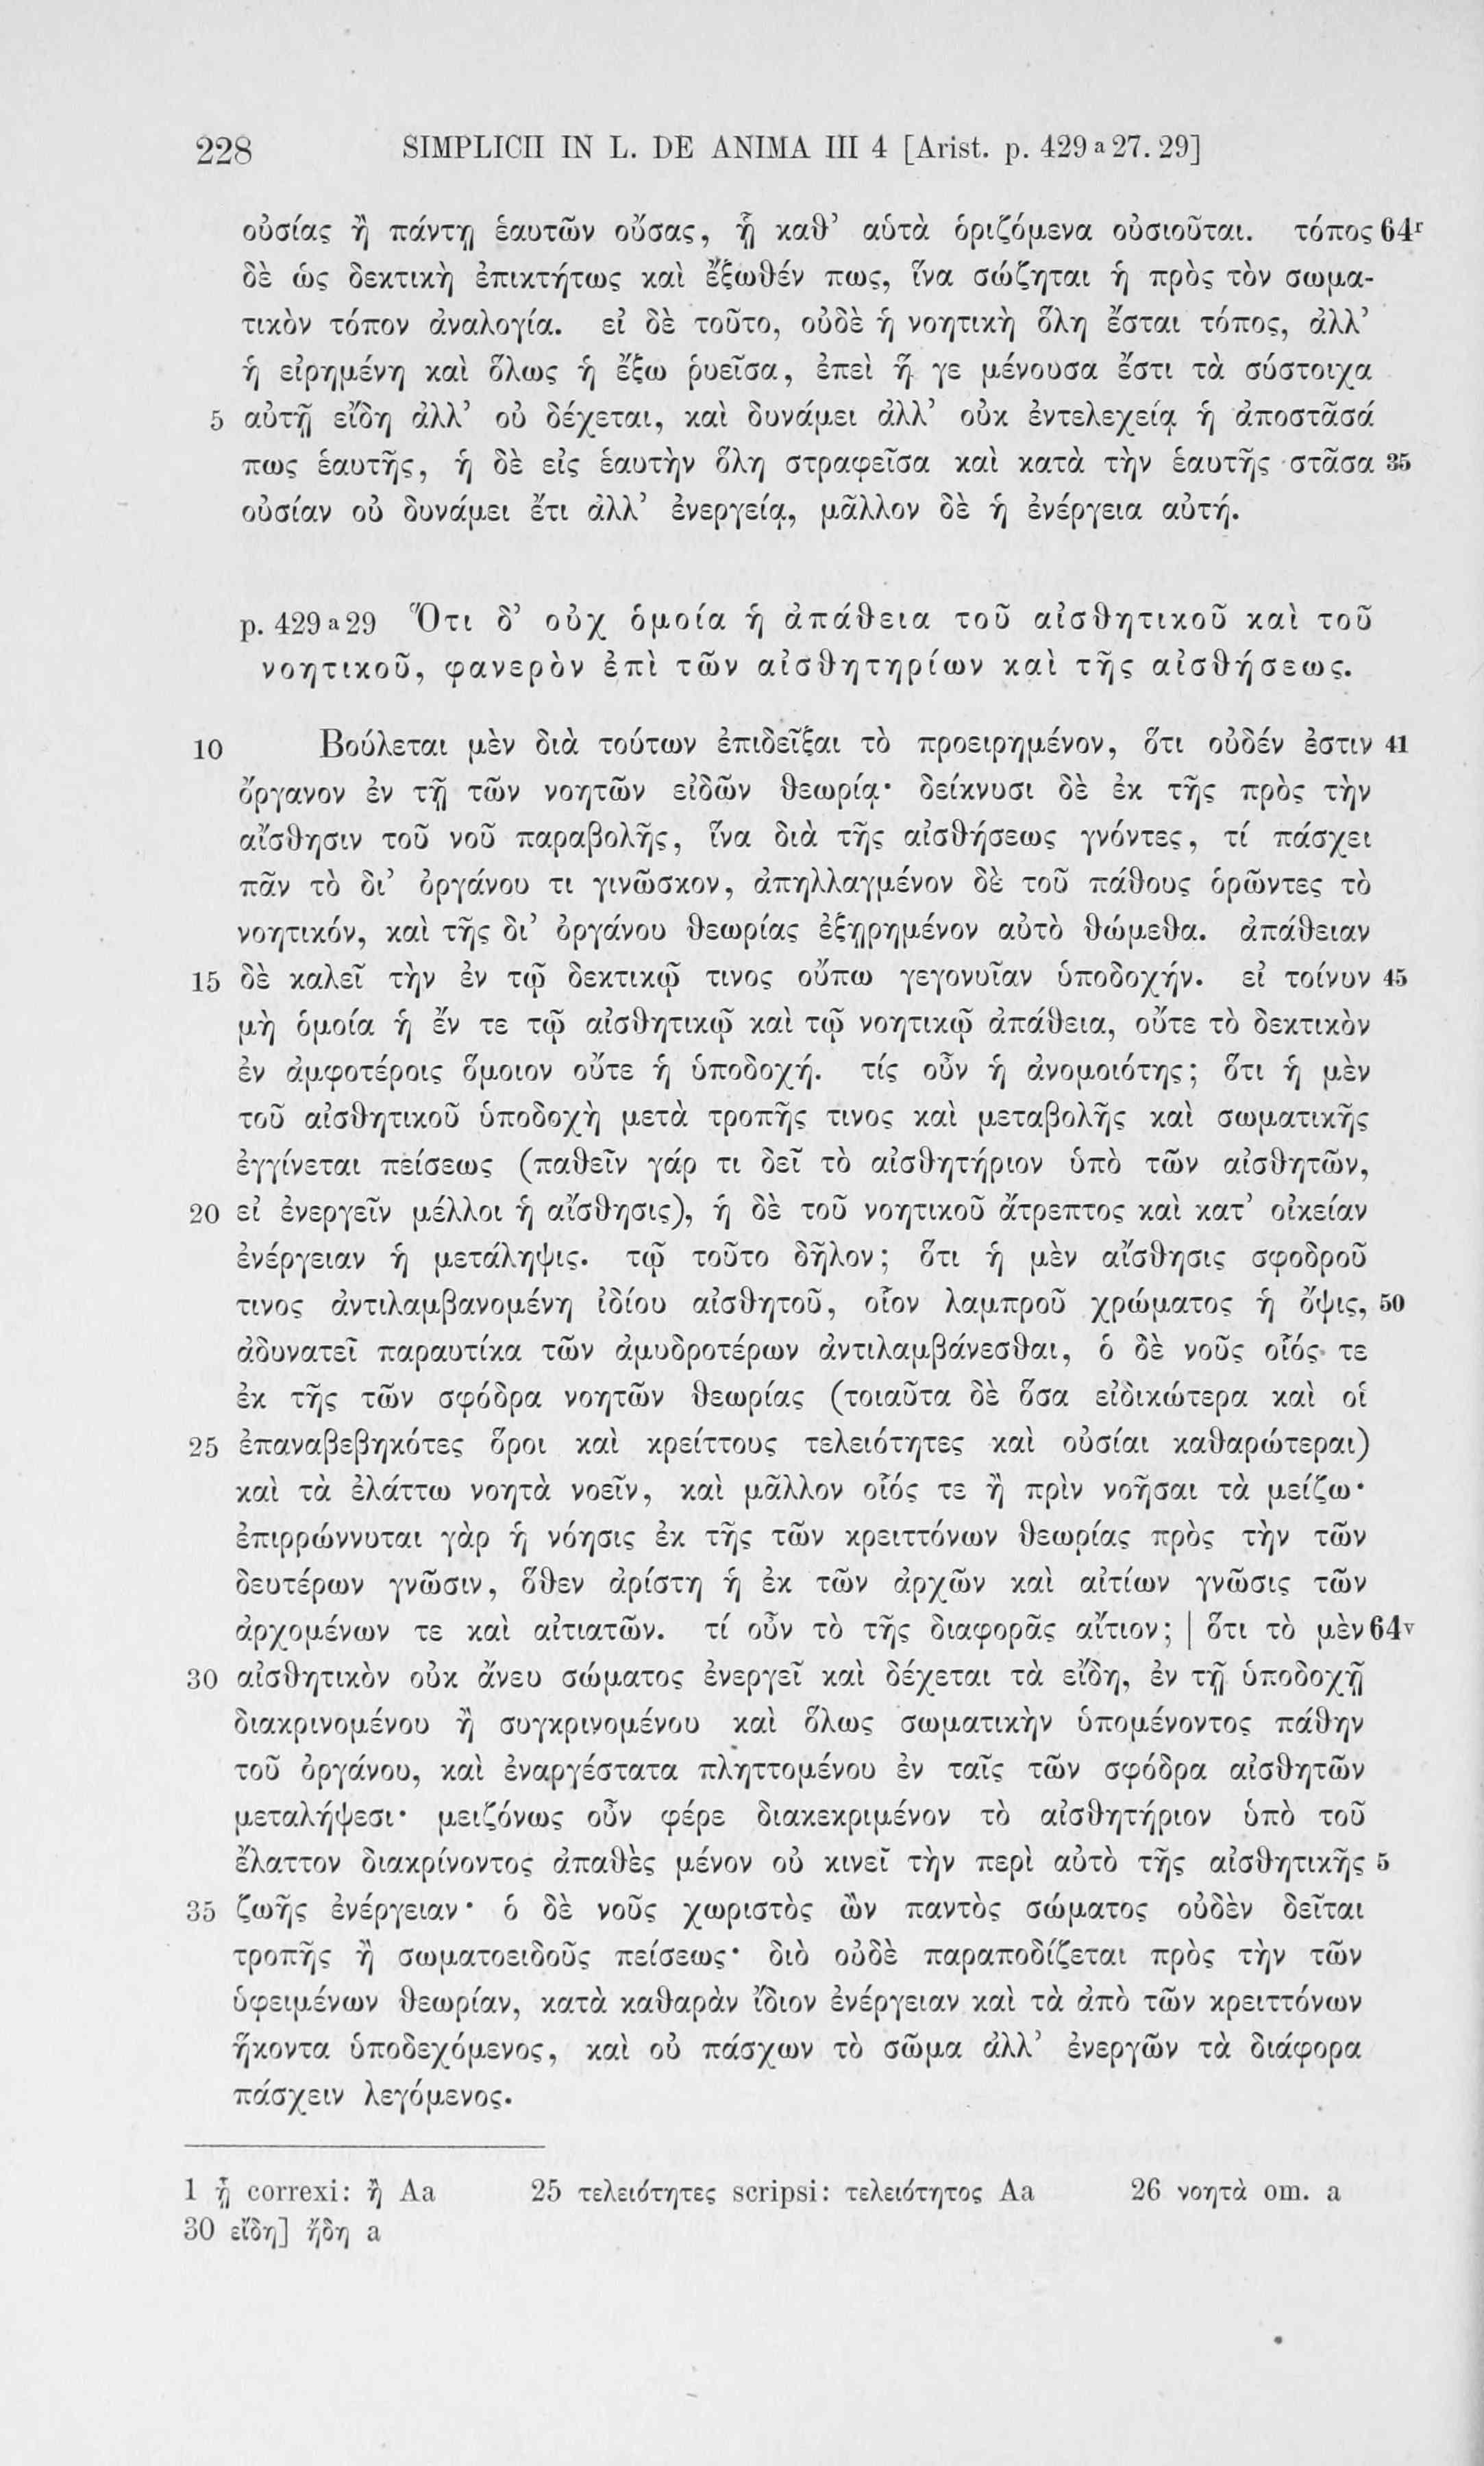 228 SIMPLICII IN L. DE ANIMA III 4 [Arist. p. 429 a 27. 29]
οὐσίας ἢ πάντῃ ἑαυτῶν οὔσας, ᾗ καθ’ αὑτὰ ὁριζόμενα οὐσιοῦται. τόπος 64r
δὲ ὡς δεκτικὴ ἐπικτήτως καὶ ἔξωθέν πως, ἵνα σώζηται ἡ πρὸς τὸν σωμα-
τικὸν τόπον ἀναλογία. εἰ δὲ τοῦτο, οὐδὲ ἡ νοητικὴ ὅλη ἔσται τόπος, ἀλλ’
ἡ εἰρημένη καὶ ὅλως ἡ ἔξω ῥυεῖσα, ἐπεὶ ἥ γε μένουσα ἔστι τὰ σύστοιχα
5 αὐτῇ εἴδη ἀλλ’ οὐ δέχεται, καὶ δυνάμει ἀλλ’ οὐκ ἐντελεχείᾳ ἡ ἀποστᾶσά
πως ἑαυτῆς, ἡ δὲ εἰς ἑαυτὴν ὅλη στραφεῖσα καὶ κατὰ τὴν ἑαυτῆς στᾶσα 35
οὐσίαν οὐ δυνάμει ἔτι ἀλλ’ ἐνεργείᾳ, μᾶλλον δὲ ἡ ἐνέργεια αὐτή.
p. 429 a 29 Ὅτι δ’ οὐχ ὁμοία ἡ ἀπάθεια τοῦ αἰσθητικοῦ καὶ τοῦ
νοητικοῦ, φανερὸν ἐπὶ τῶν αἰσθητηρίων καὶ τῆς αἰσθήσεως.
10 Βούλεται μὲν διὰ τούτων ἐπιδεῖξαι τὸ προειρημένον, ὅτι οὐδέν ἐστιν 41
ὄργανον ἐν τῇ τῶν νοητῶν εἰδῶν θεωρίᾳ· δείκνυσι δὲ ἐκ τῆς πρὸς τὴν
αἴσθησιν τοῦ νοῦ παραβολῆς, ἵνα διὰ τῆς αἰσθήσεως γνόντες, τί πάσχει
πᾶν τὸ δι’ ὀργάνου τι γινῶσκον, ἀπηλλαγμένον δὲ τοῦ πάθους ὁρῶντες τὸ
νοητικόν, καὶ τῆς δι’ ὀργάνου θεωρίας ἐξῃρημένον αὐτὸ θώμεθα. ἀπάθειαν
15 δὲ καλεῖ τὴν ἐν τῷ δεκτικῷ τινος οὔπω γεγονυῖαν ὑποδοχήν. εἰ τοίνυν 45
μὴ ὁμοία ἡ ἔν τε τῷ αἰσθητικῷ καὶ τῷ νοητικῷ ἀπάθεια, οὔτε τὸ δεκτικὸν
ἐν ἀμφοτέροις ὅμοιον οὔτε ἡ ὑποδοχή. τίς οὖν ἡ ἀνομοιότης; ὅτι ἡ μὲν
τοῦ αἰσθητικοῦ ὑποδοχὴ μετὰ τροπῆς τινος καὶ μεταβολῆς καὶ σωματικῆς
ἐγγίνεται πείσεως (παθεῖν γάρ τι δεῖ τὸ αἰσθητήριον ὑπὸ τῶν αἰσθητῶν,
20 εἰ ἐνεργεῖν μέλλοι ἡ αἴσθησις), ἡ δὲ τοῦ νοητικοῦ ἄτρεπτος καὶ κατ’ οἰκείαν
ἐνέργειαν ἡ μετάληψις. τῷ τοῦτο δῆλον; ὅτι ἡ μὲν αἴσθησις σφοδροῦ
τινος ἀντιλαμβανομένη ἰδίου αἰσθητοῦ, οἷον λαμπροῦ χρώματος ἡ ὄψις, 50
ἀδυνατεῖ παραυτίκα τῶν ἀμυδροτέρων ἀντιλαμβάνεσθαι, ὁ δὲ νοῦς οἷός τε
ἐκ τῆς τῶν σφόδρα νοητῶν θεωρίας (τοιαῦτα δὲ ὅσα εἰδικώτερα καὶ οἱ
25 ἐπαναβεβηκότες ὅροι καὶ κρείττους τελειότητες καὶ οὐσίαι καθαρώτεραι)
καὶ τὰ ἐλάττω νοητὰ νοεῖν, καὶ μᾶλλον οἷός τε ἢ πρὶν νοῆσαι τὰ μείζω·
ἐπιρρώννυται γὰρ ἡ νόησις ἐκ τῆς τῶν κρειττόνων θεωρίας πρὸς τὴν τῶν
δευτέρων γνῶσιν, ὅθεν ἀρίστη ἡ ἐκ τῶν ἀρχῶν καὶ αἰτίων γνῶσις τῶν
ἀρχομένων τε καὶ αἰτιατῶν. τί οὖν τὸ τῆς διαφορᾶς αἴτιον; | ὅτι τὸ μὲν 64v
30 αἰσθητικὸν οὐκ ἄνευ σώματος ἐνεργεῖ καὶ δέχεται τὰ εἴδη, ἐν τῇ ὑποδοχῇ
διακρινομένου ἢ συγκρινομένου καὶ ὅλως σωματικὴν ὑπομένοντος πάθην
τοῦ ὀργάνου, καὶ ἐναργέστατα πληττομένου ἐν ταῖς τῶν σφόδρα αἰσθητῶν
μεταλήψεσι· μειζόνως οὖν φέρε διακεκριμένον τὸ αἰσθητήριον ὑπὸ τοῦ
ἔλαττον διακρίνοντος ἀπαθὲς μένον οὐ κινεῖ τὴν περὶ αὐτὸ τῆς αἰσθητικῆς 5
35 ζωῆς ἐνέργειαν· ὁ δὲ νοῦς χωριστὸς ὢν παντὸς σώματος οὐδὲν δεῖται
τροπῆς ἢ σωματοειδοῦς πείσεως· διὸ οὐδὲ παραποδίζεται πρὸς τὴν τῶν
ὑφειμένων θεωρίαν, κατὰ καθαρὰν ἴδιον ἐνέργειαν καὶ τὰ ἀπὸ τῶν κρειττόνων
ἥκοντα ὑποδεχόμενος, καὶ οὐ πάσχων τὸ σῶμα ἀλλ’ ἐνεργῶν τὰ διάφορα
πάσχειν λεγόμενος.
1 ᾗ correxi: ἢ Aa 25 τελειότητες scripsi: τελειότητος Aa 26 νοητὰ om. a
30 εἴδη] ἤδη a